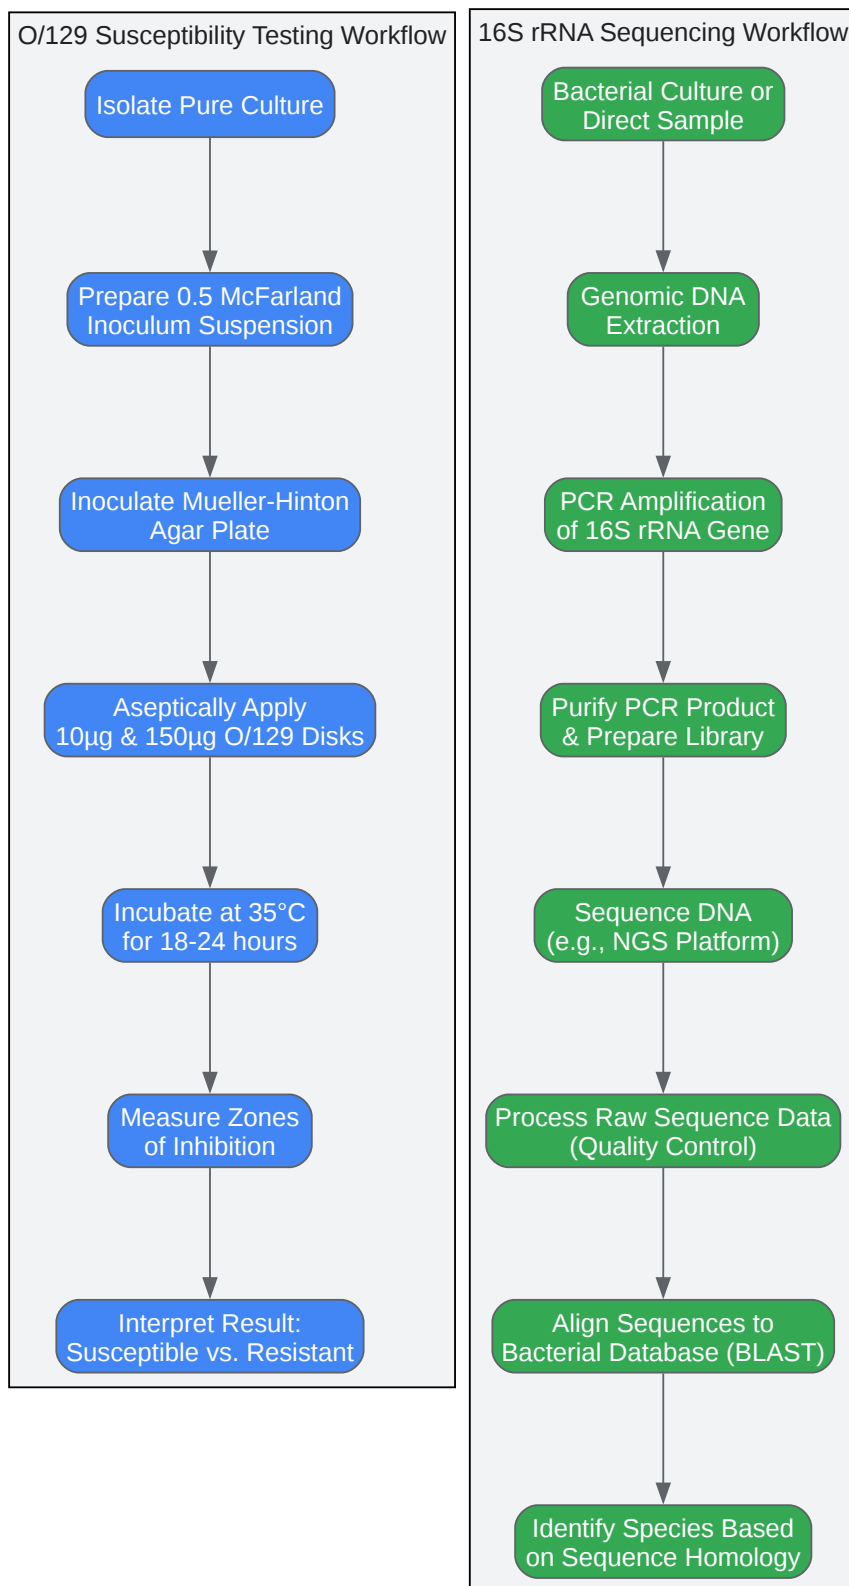 O/129 Susceptibility Testing Workflow
Isolate Pure Culture
Prepare 0.5 McFarland
Inoculum Suspension
Inoculate Mueller-Hinton
Agar Plate
Aseptically Apply
10µg & 150µg O/129 Disks
Incubate at 35°C
for 18-24 hours
Measure Zones
of Inhibition
Interpret Result:
Susceptible vs. Resistant
16S rRNA Sequencing Workflow
Bacterial Culture or
Direct Sample
Genomic DNA
Extraction
PCR Amplification
of 16S rRNA Gene
Purify PCR Product
& Prepare Library
Sequence DNA
(e.g., NGS Platform)
Process Raw Sequence Data
(Quality Control)
Align Sequences to
Bacterial Database (BLAST)
Identify Species Based
on Sequence Homology